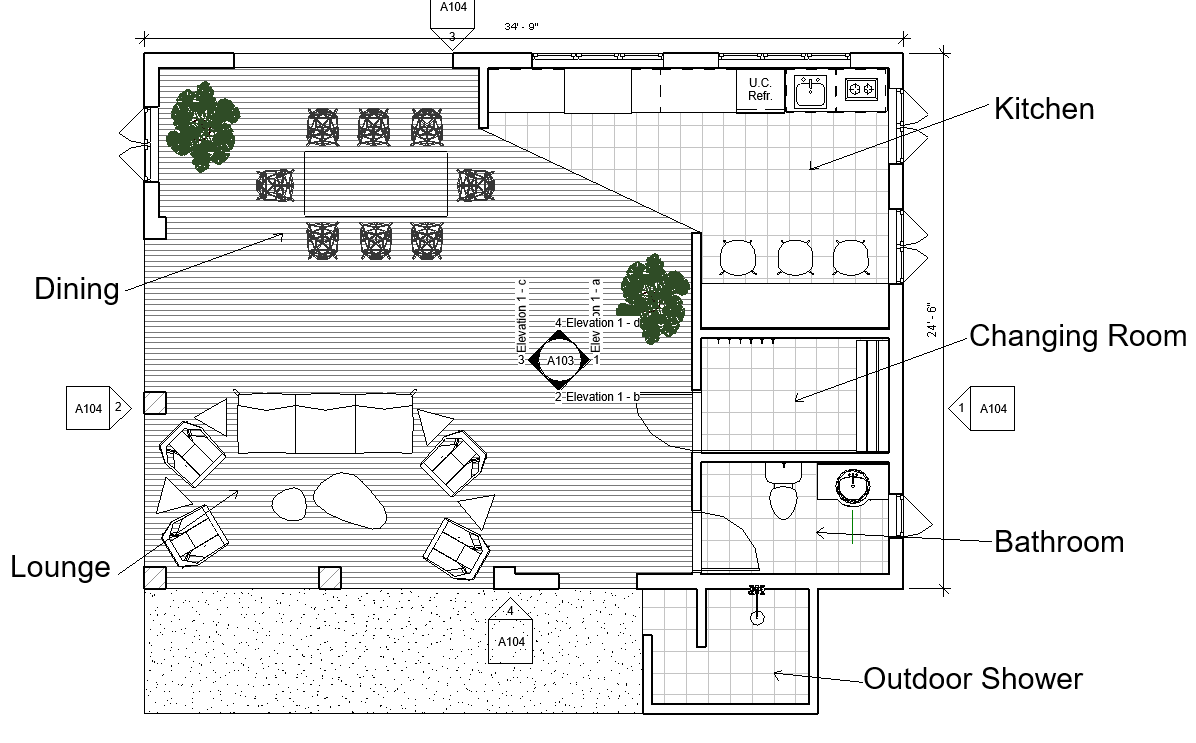 A104
3
34' - 9"
U.C.
Refr.
Kitchen
Dining
Elevation 1 - c
Elevation 1 - a
4 Elevation 1 - d
3
A103
1
2 Elevation 1 - b
24' - 6"
Changing Room
A104
2
1
A104
Lounge
Bathroom
4
A104
Outdoor Shower